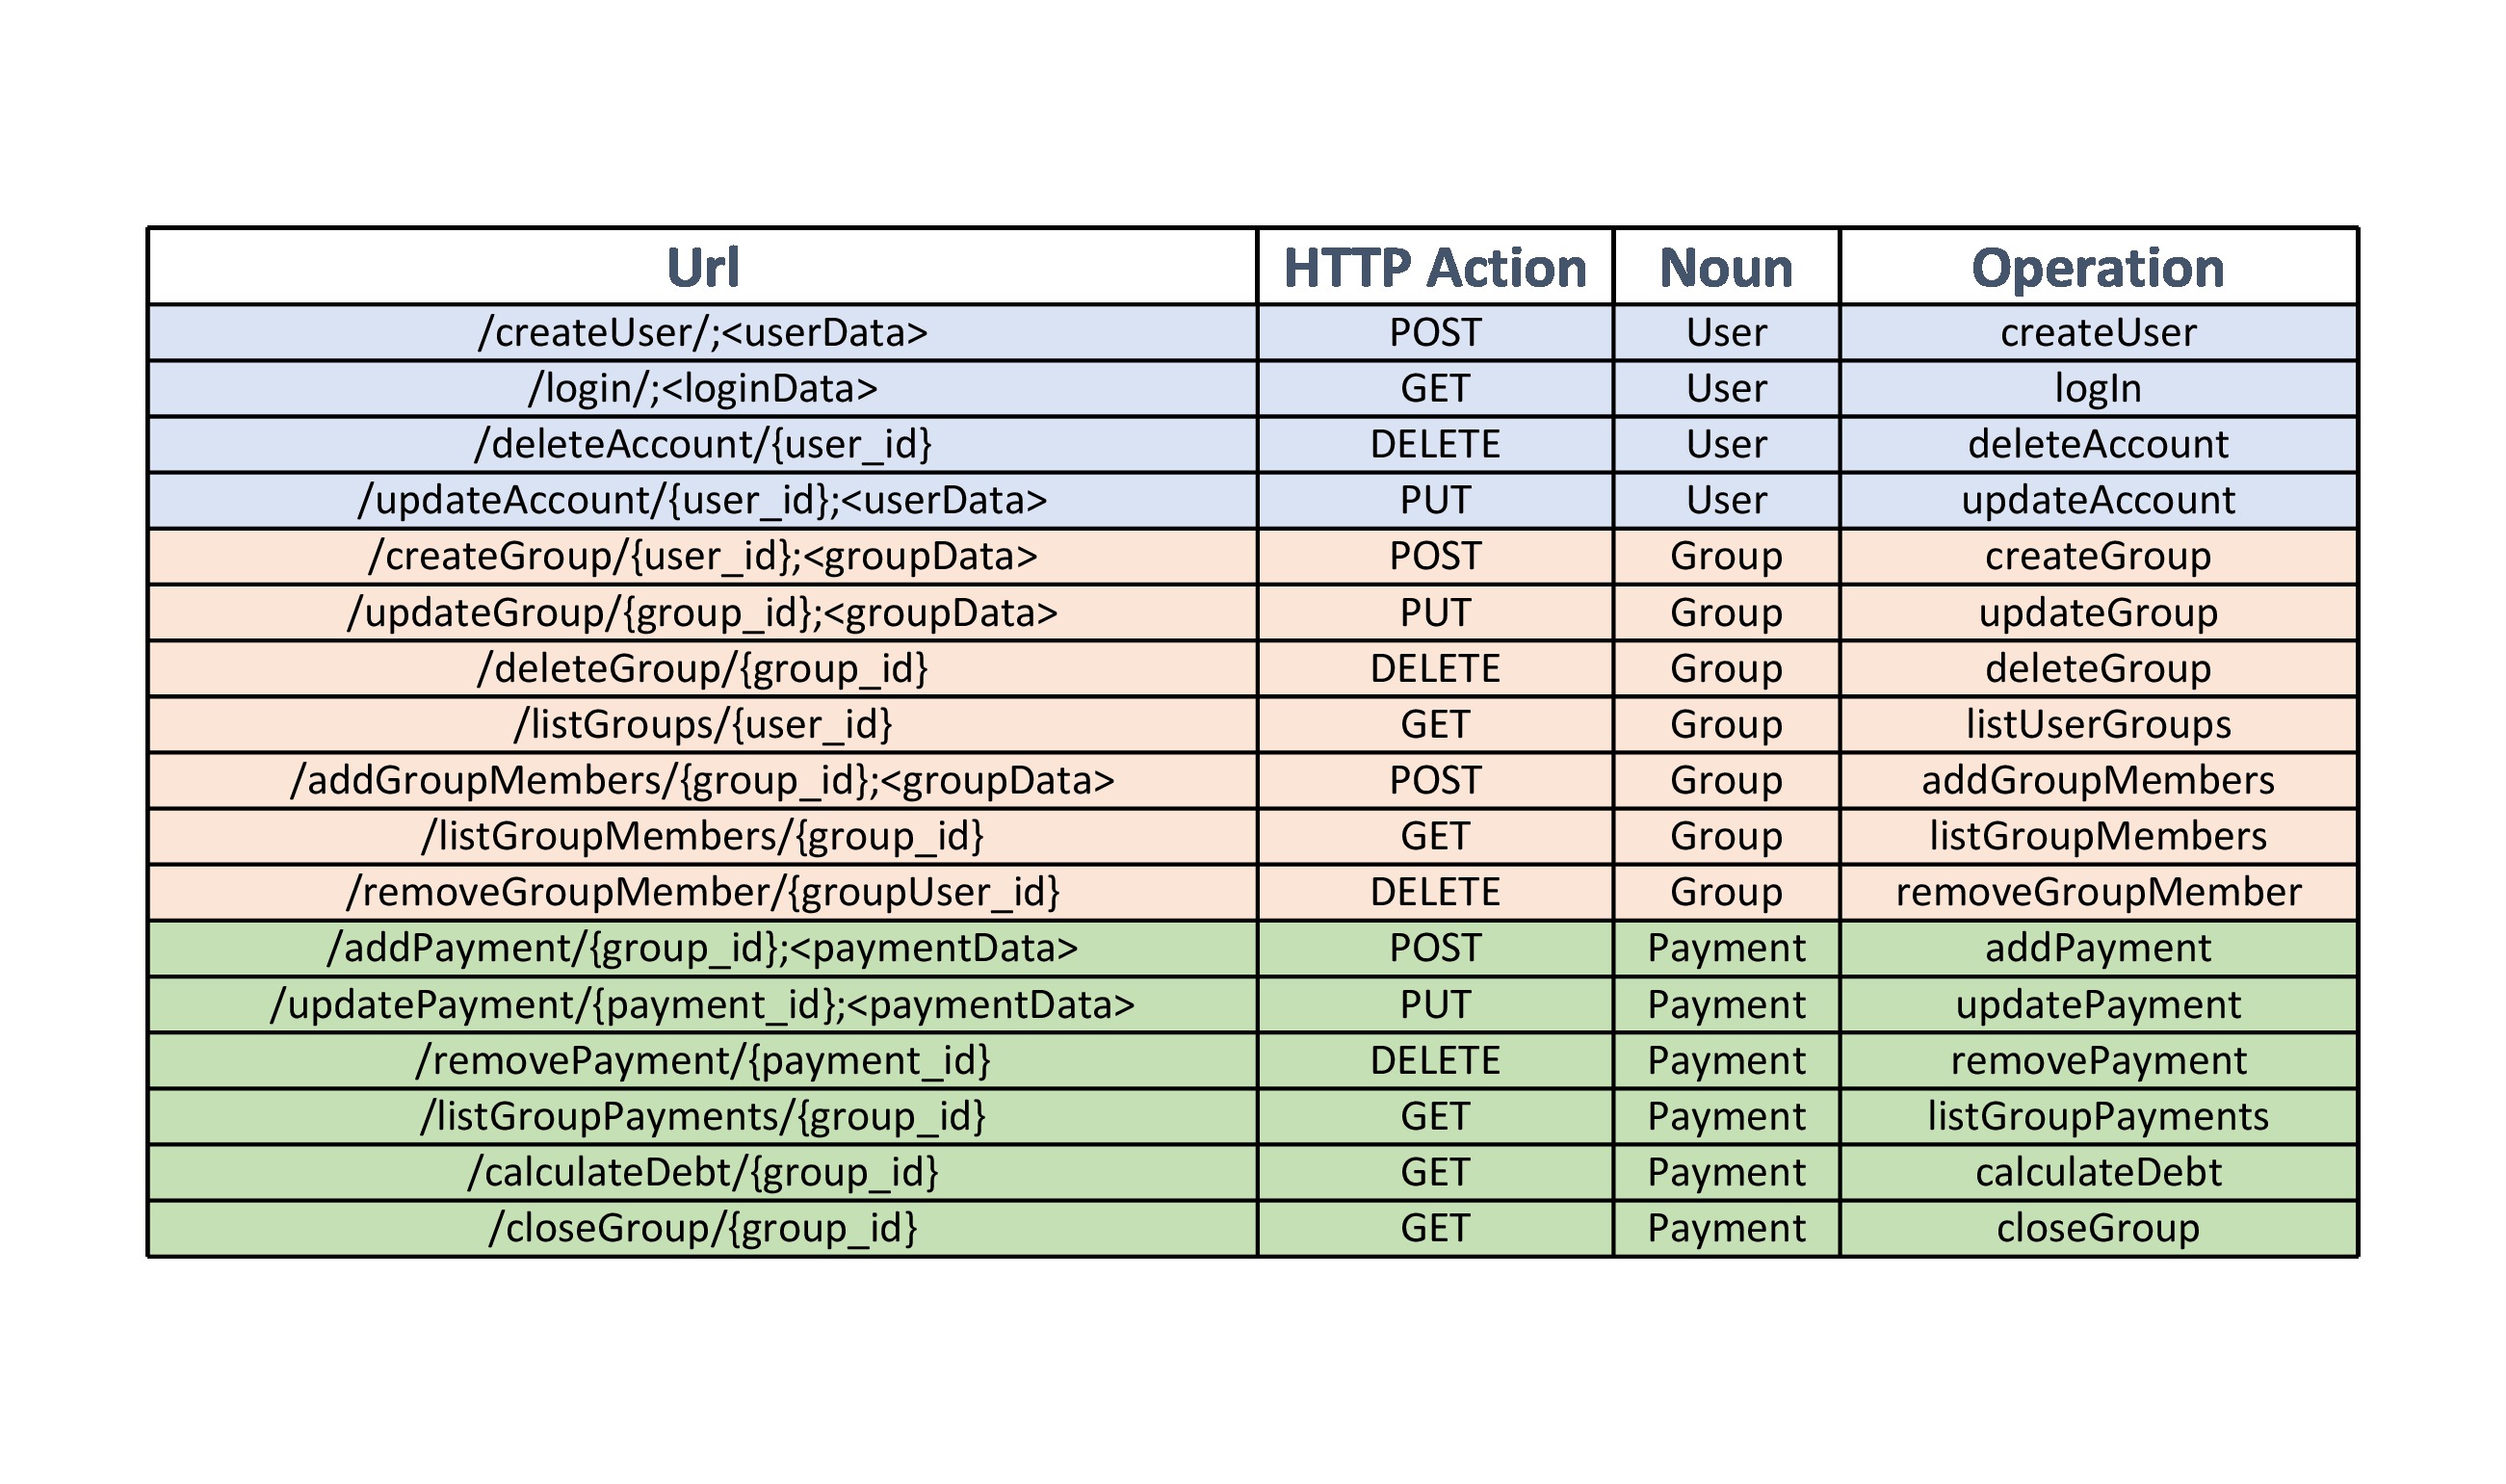 Url HTTP Action Noun Operation
/createUser/;<userData> POST User createUser
/login/;<loginData> GET User logIn
/deleteAccount/{user_id} DELETE User deleteAccount
/updateAccount/{user_id};<userData> PUT User updateAccount
/createGroup/{user_id};<groupData> POST Group createGroup
/updateGroup/{group_id};<groupData> PUT Group updateGroup
/deleteGroup/{group_id} DELETE Group deleteGroup
/listGroups/{user_id} GET Group listUserGroups
/addGroupMembers/{group_id};<groupData> POST Group addGroupMembers
/listGroupMembers/{group_id} GET Group listGroupMembers
/removeGroupMember/{groupUser_id} DELETE Group removeGroupMember
/addPayment/{group_id};<paymentData> POST Payment addPayment
/updatePayment/{payment_id};<paymentData> PUT Payment updatePayment
/removePayment/{payment_id} DELETE Payment removePayment
/listGroupPayments/{group_id} GET Payment listGroupPayments
/calculateDebt/{group_id} GET Payment calculateDebt
/closeGroup/{group_id} GET Payment closeGroup